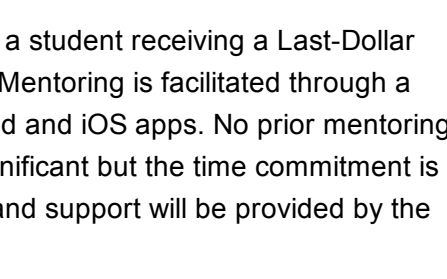 a student receiving a Last-Dollar
Mentoring is facilitated through a
d and iOS apps. No prior mentoring
nificant but the time commitment is
and support will be provided by the